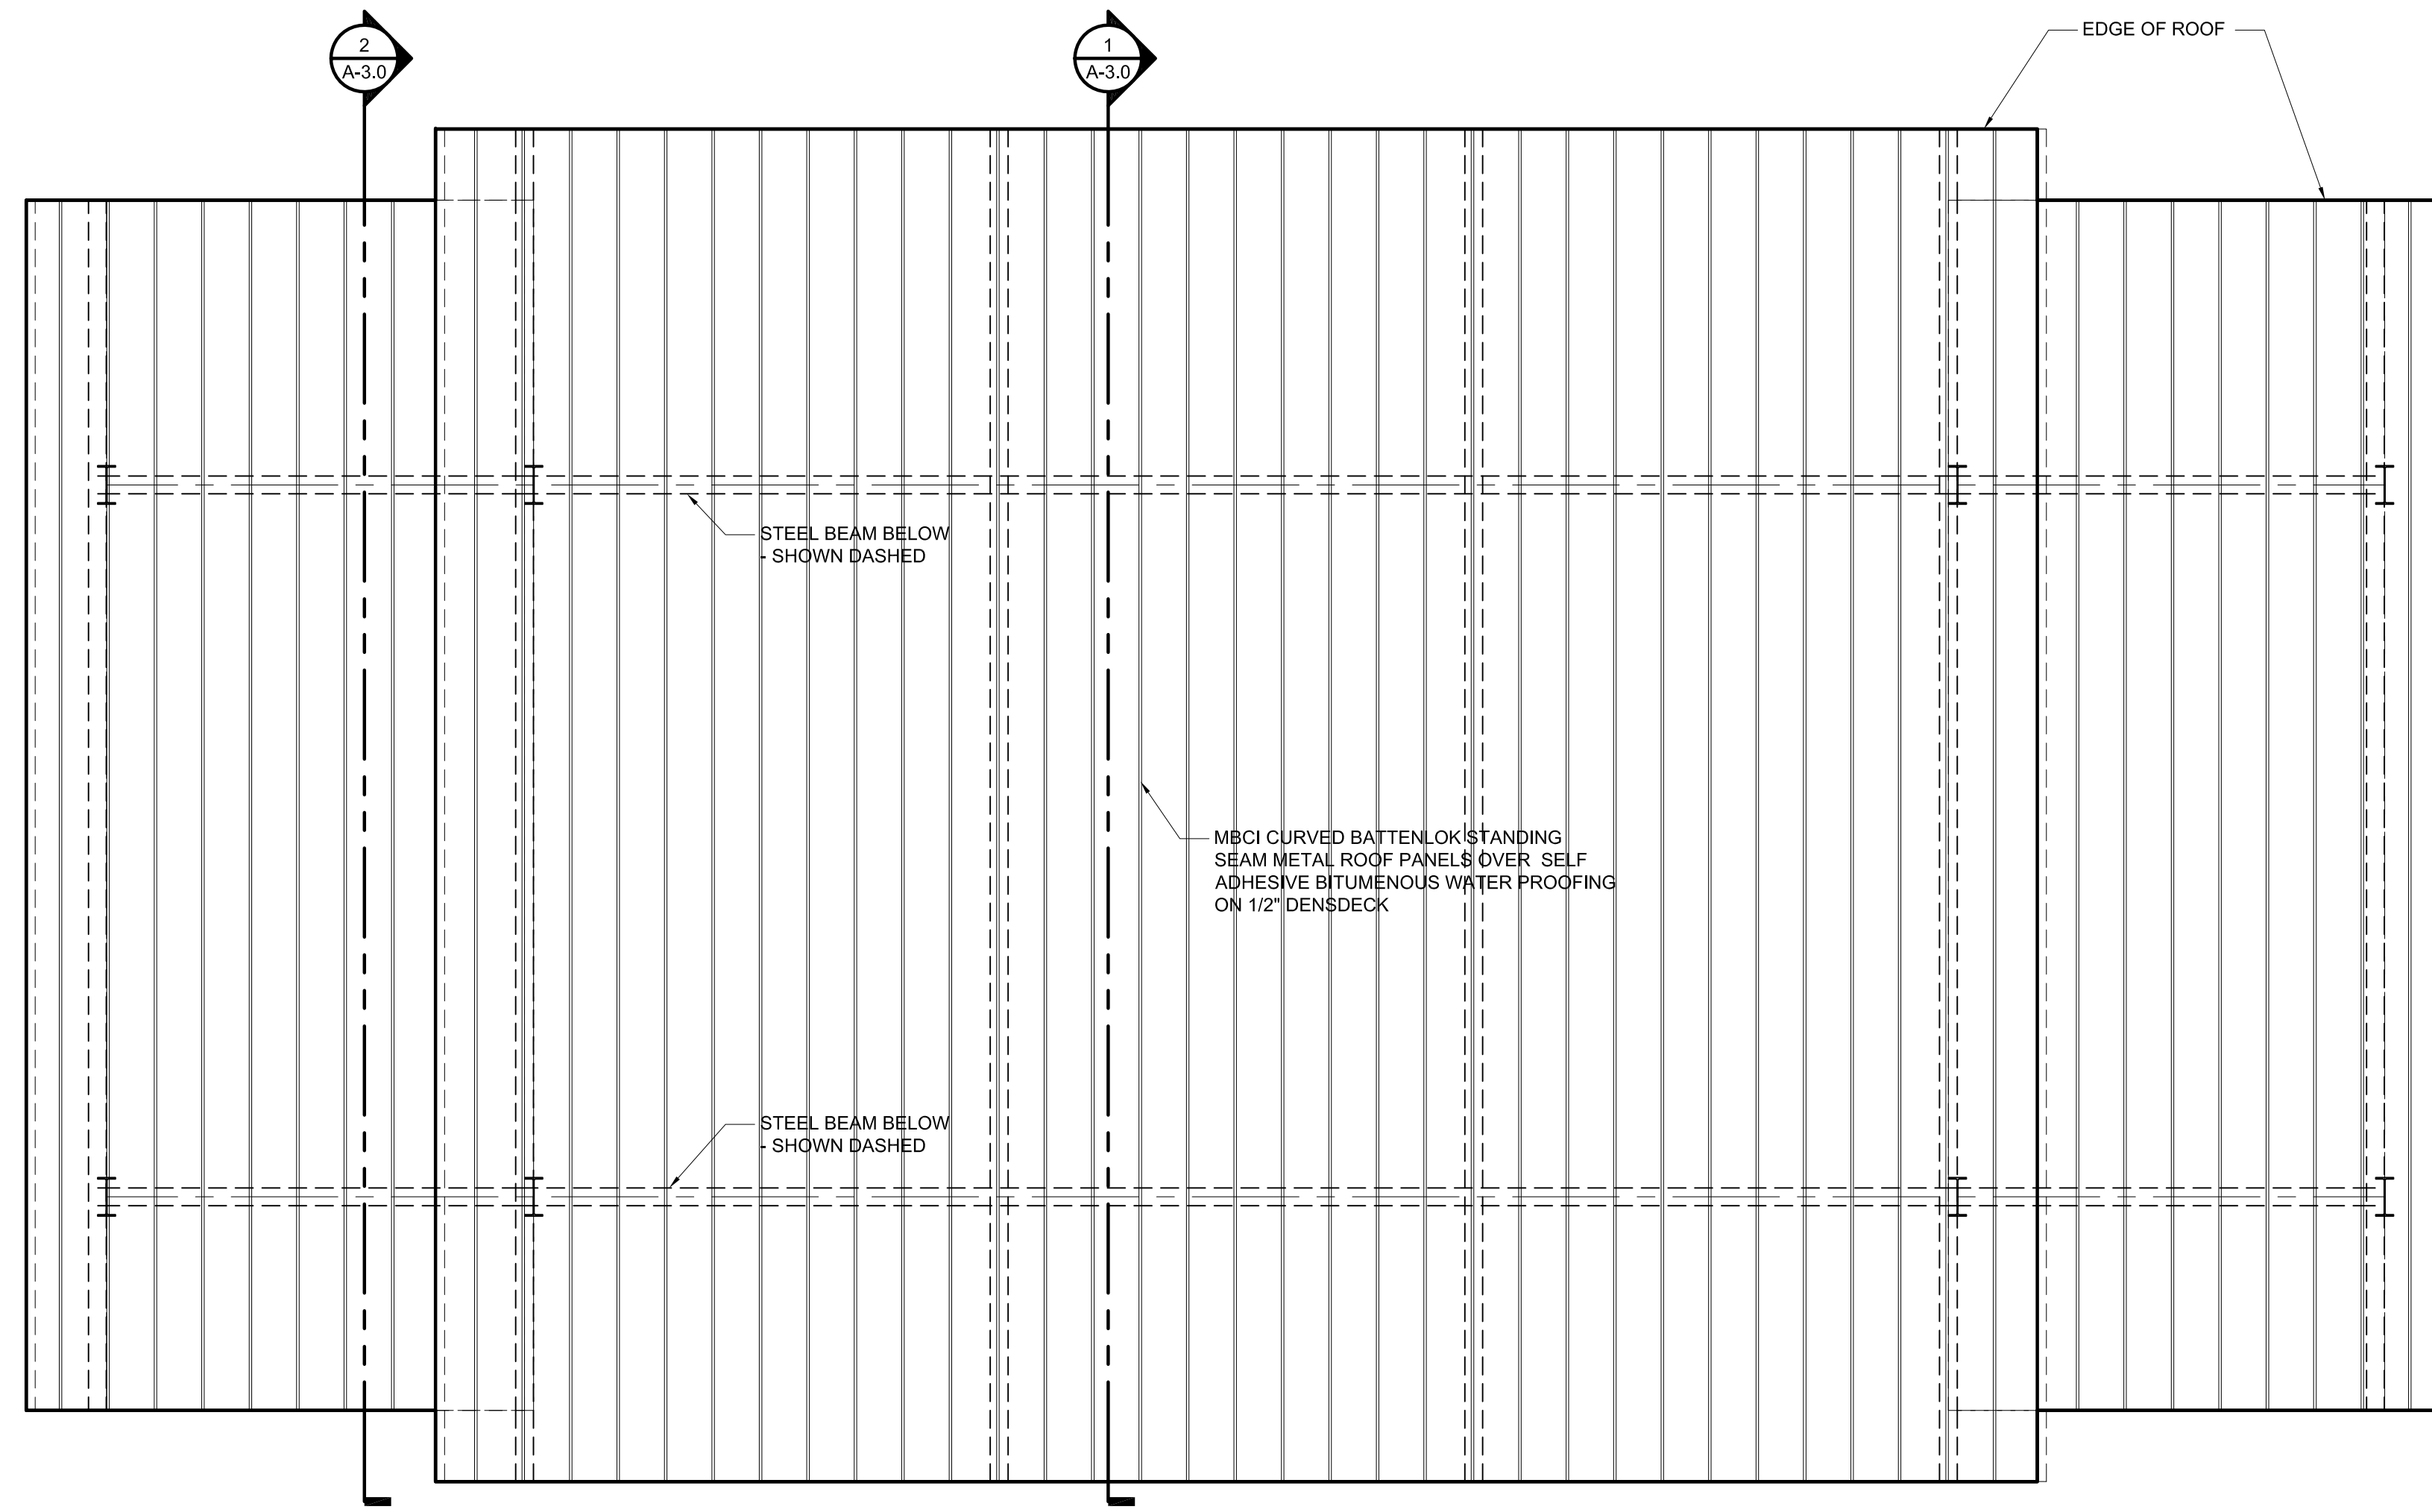 2
A-3.0
1
A-3.0
EDGE OF ROOF
STEEL BEAM BELOW
- SHOWN DASHED
MBCI CURVED BATTENLOK STANDING
SEAM METAL ROOF PANELS OVER SELF
ADHESIVE BITUMENOUS WATER PROOFING
ON 1/2" DENSDECK
STEEL BEAM BELOW
- SHOWN DASHED